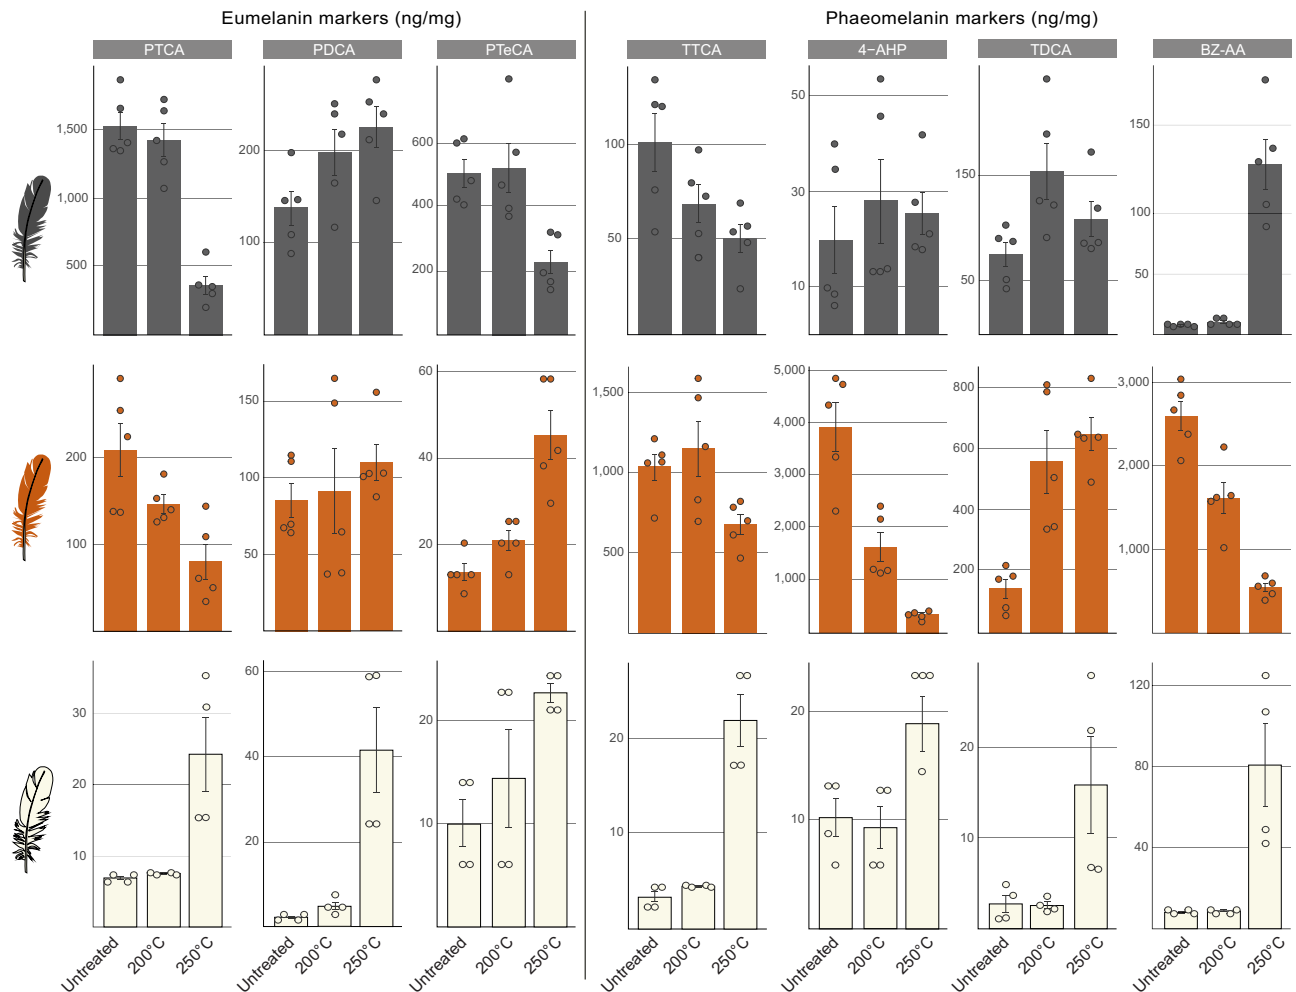 Eumelanin markers (ng/mg)
Phaeomelanin markers (ng/mg)
PTCA
PDCA
PTeCA
TTCA
4−AHP
TDCA
BZ-AA
1,500
1,000
500
200
100
600
400
200
100
50
50
30
10
150
50
150
100
50
200
100
150
100
50
60
40
20
1,500
1,000
500
5,000
4,000
3,000
2,000
1,000
800
600
400
200
3,000
2,000
1,000
30
20
10
60
40
20
20
10
20
10
20
10
20
10
120
80
40
Untreated
200°C
250°C
Untreated
200°C
250°C
Untreated
200°C
250°C
Untreated
200°C
250°C
Untreated
200°C
250°C
Untreated
200°C
250°C
Untreated
200°C
250°C